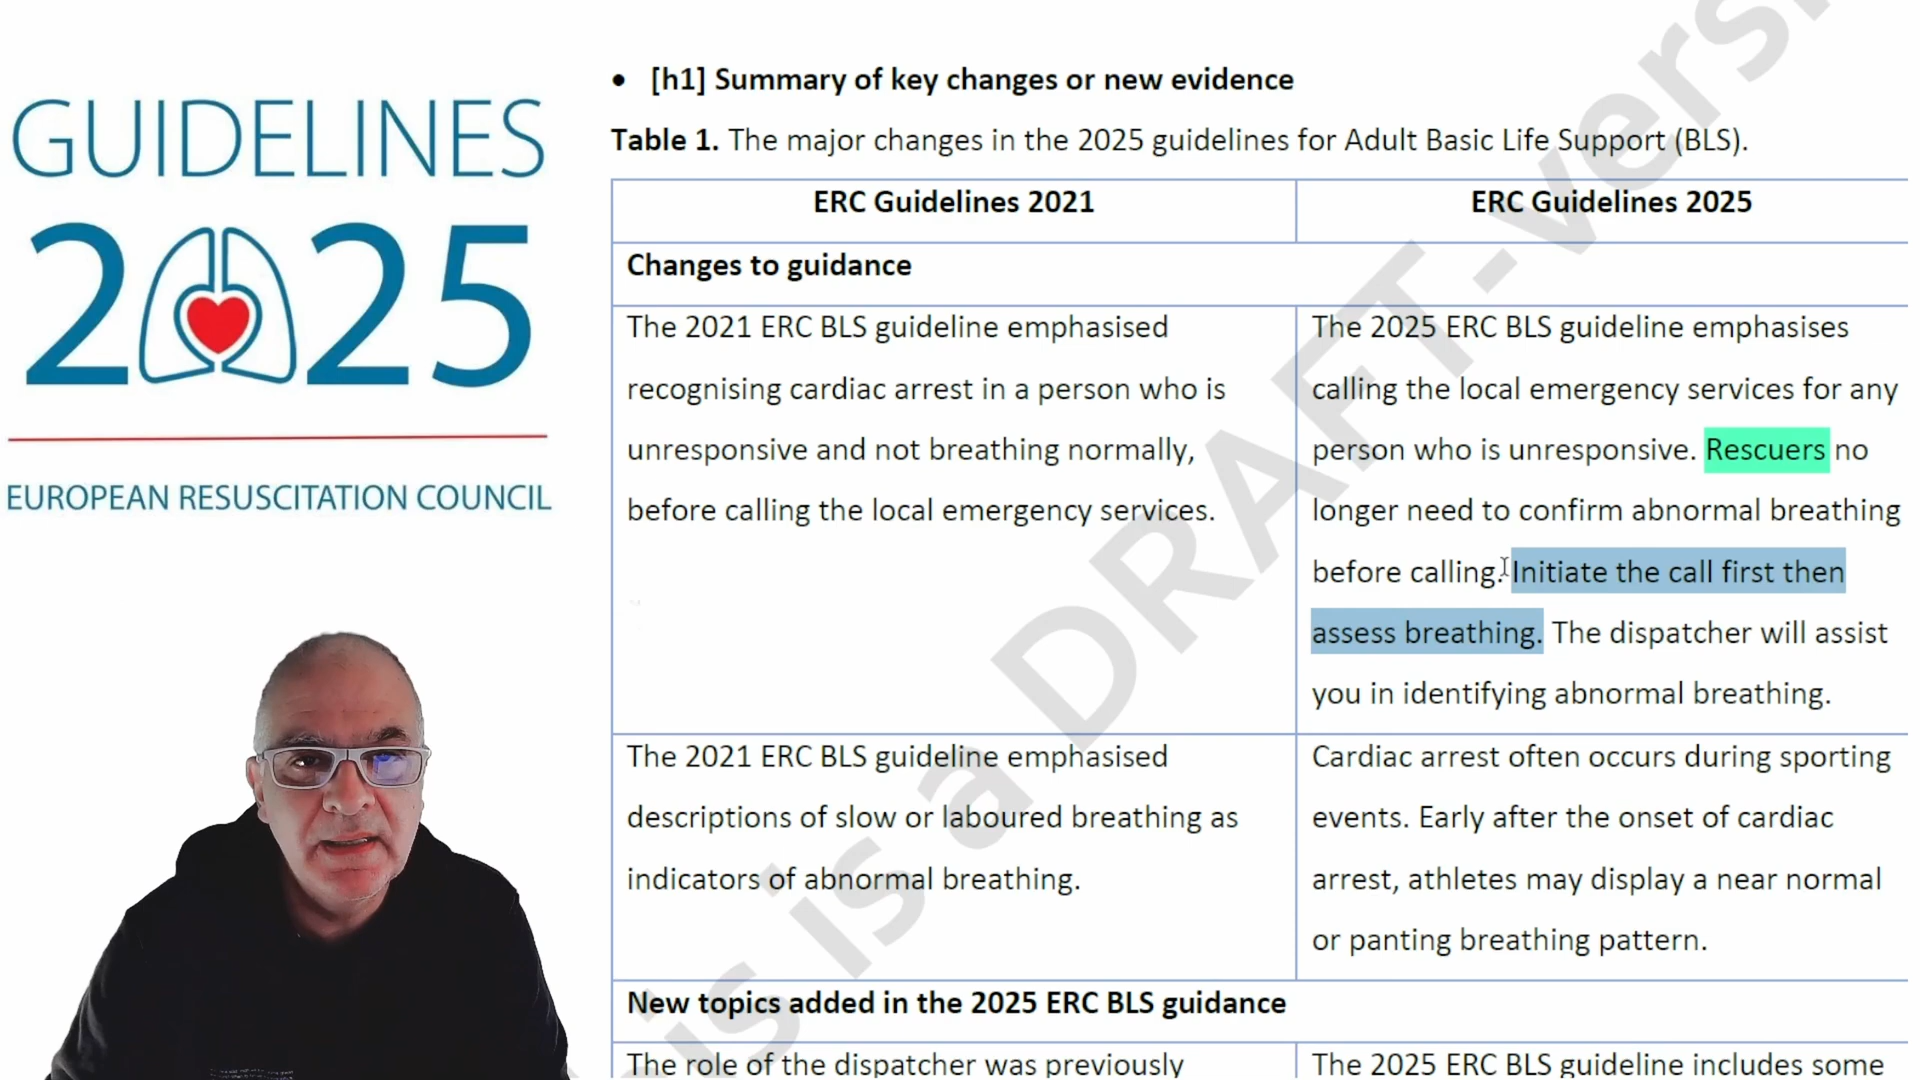 GUIDELINES
2025
EUROPEAN RESUSCITATION COUNCIL
• [h1] Summary of key changes or new evidence
Table 1. The major changes in the 2025 guidelines for Adult Basic Life Support (BLS).
ERC Guidelines 2021
ERC Guidelines 2025
Changes to guidance
The 2021 ERC BLS guideline emphasised
recognising cardiac arrest in a person who is
unresponsive and not breathing normally,
before calling the local emergency services.
The 2025 ERC BLS guideline emphasises
calling the local emergency services for any
person who is unresponsive. Rescuers no
longer need to confirm abnormal breathing
before calling. Initiate the call first then
assess breathing. The dispatcher will assist
you in identifying abnormal breathing.
The 2021 ERC BLS guideline emphasised
descriptions of slow or laboured breathing as
indicators of abnormal breathing.
Cardiac arrest often occurs during sporting
events. Early after the onset of cardiac
arrest, athletes may display a near normal
or panting breathing pattern.
New topics added in the 2025 ERC BLS guidance
The role of the dispatcher was previously
The 2025 ERC BLS guideline includes some
is is a DRAFT-versi